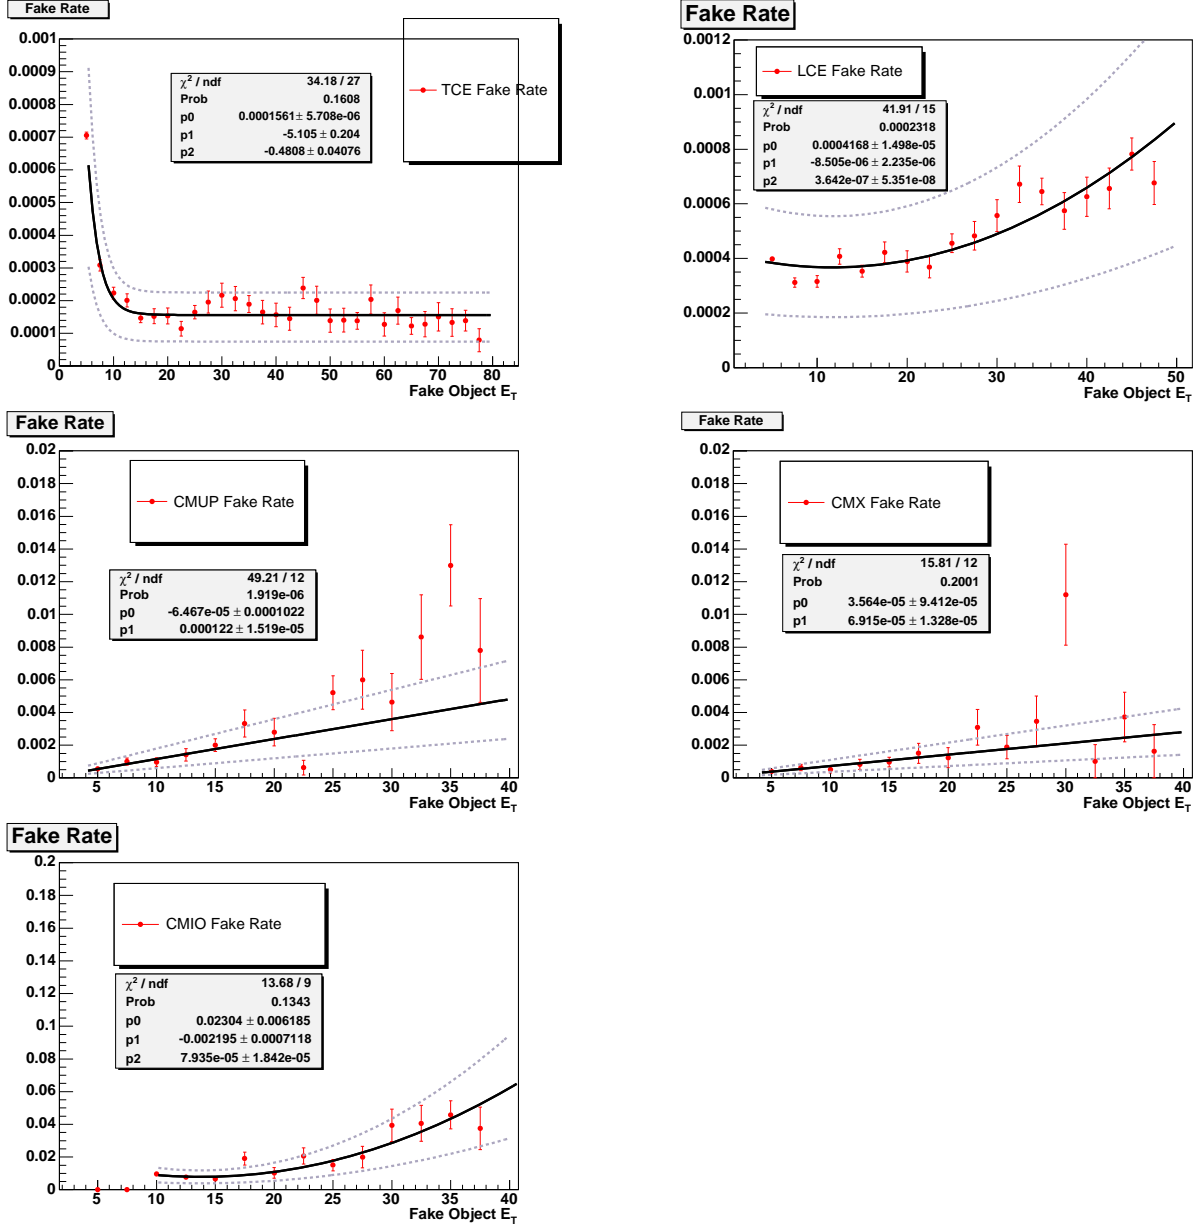 Fake Rate
0.001
0.0009
0.0008
0.0007
0.0006
0.0005
0.0004
0.0003
0.0002
0.0001
0
TCE Fake Rate
χ² / ndf 34.18 / 27
Prob 0.1608
p0 0.0001561 ± 5.708e-06
p1 -5.105 ± 0.204
p2 -0.4808 ± 0.04076
0 10 20 30 40 50 60 70 80
Fake Object E_T
Fake Rate
0.0012
0.001
0.0008
0.0006
0.0004
0.0002
0
LCE Fake Rate
χ² / ndf 41.91 / 15
Prob 0.0002318
p0 0.0004168 ± 1.498e-05
p1 -8.505e-06 ± 2.235e-06
p2 3.642e-07 ± 5.351e-08
10 20 30 40 50
Fake Object E_T
Fake Rate
0.02
0.018
0.016
0.014
0.012
0.01
0.008
0.006
0.004
0.002
0
CMUP Fake Rate
χ² / ndf 49.21 / 12
Prob 1.919e-06
p0 -6.467e-05 ± 0.0001022
p1 0.000122 ± 1.519e-05
5 10 15 20 25 30 35 40
Fake Object E_T
Fake Rate
0.02
0.018
0.016
0.014
0.012
0.01
0.008
0.006
0.004
0.002
0
CMX Fake Rate
χ² / ndf 15.81 / 12
Prob 0.2001
p0 3.564e-05 ± 9.412e-05
p1 6.915e-05 ± 1.328e-05
5 10 15 20 25 30 35 40
Fake Object E_T
Fake Rate
0.2
0.18
0.16
0.14
0.12
0.1
0.08
0.06
0.04
0.02
0
CMIO Fake Rate
χ² / ndf 13.68 / 9
Prob 0.1343
p0 0.02304 ± 0.006185
p1 -0.002195 ± 0.0007118
p2 7.935e-05 ± 1.842e-05
5 10 15 20 25 30 35 40
Fake Object E_T